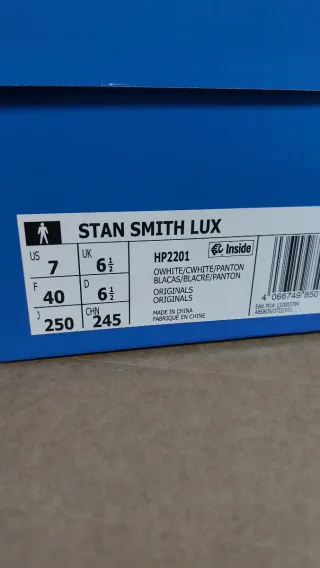 STAN SMITH LUX
US 7 UK 6½
F 40 D 6½
J 250 CHN 245
HP2201 Inside
OWHITE/CWHITE/PANTON
BLACAS/BLACRE/PANTON
ORIGINALS
ORIGINALS
MADE IN CHINA
FABRIQUE EN CHINE
4 066749 850